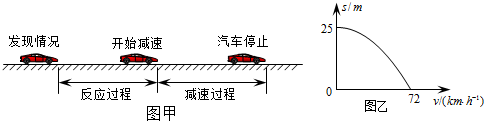 发现情况
开始减速
汽车停止
反应过程
减速过程
图甲
s/m
25
0
72
v/(km·h⁻¹)
图乙